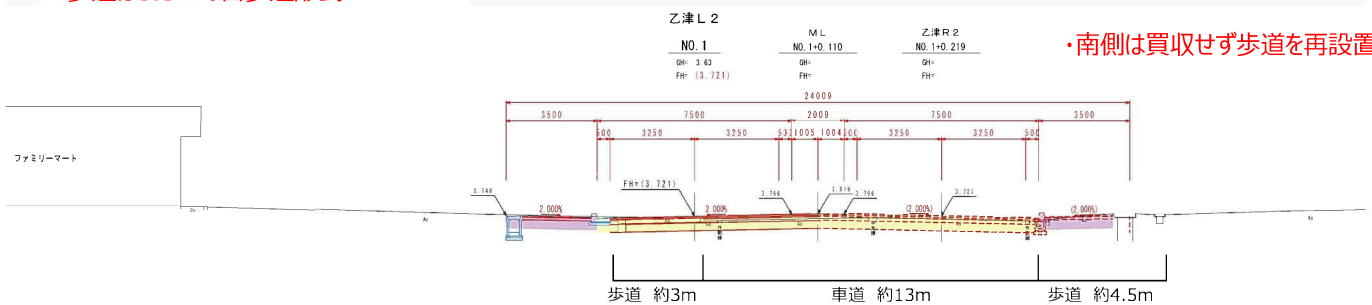 乙津Ｌ２
ＭＬ
乙津Ｒ２
NO.1
NO.1+0.110
NO.1+0.219
GH= 3.63
GH=
GH=
FH= (3.721)
FH=
FH=
・南側は買収せず歩道を再設置
24009
3500 7500 2009 7500 3500
500 3250 3250 1005 1004 3250 3250 500
ファミリーマート
3.748
FH=(3.721)
3.796
3.816
3.796
3.721
2.000%
2.000%
(2.000%)
(2.000%)
歩道 約3m
車道 約13m
歩道 約4.5m